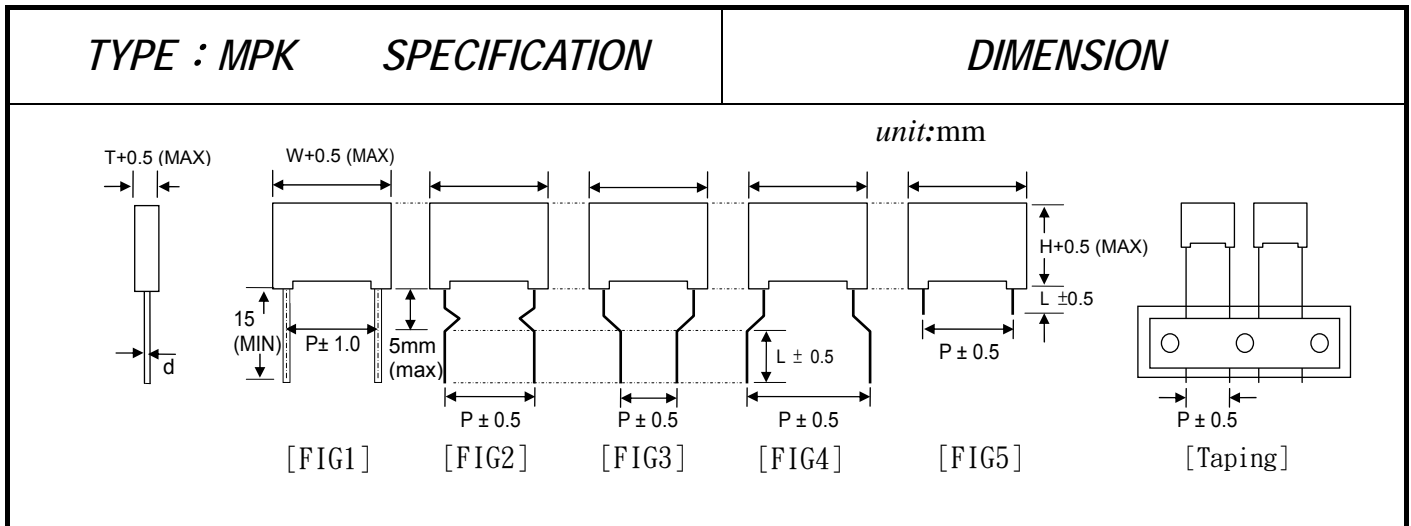 TYPE：MPK SPECIFICATION
DIMENSION
unit:mm
T+0.5 (MAX)
W+0.5 (MAX)
H+0.5 (MAX)
L ±0.5
15
(MIN)
P± 1.0
d
5mm
(max)
L ± 0.5
P ± 0.5
P ± 0.5
P ± 0.5
P ± 0.5
P ± 0.5
[FIG1]
[FIG2]
[FIG3]
[FIG4]
[FIG5]
[Taping]